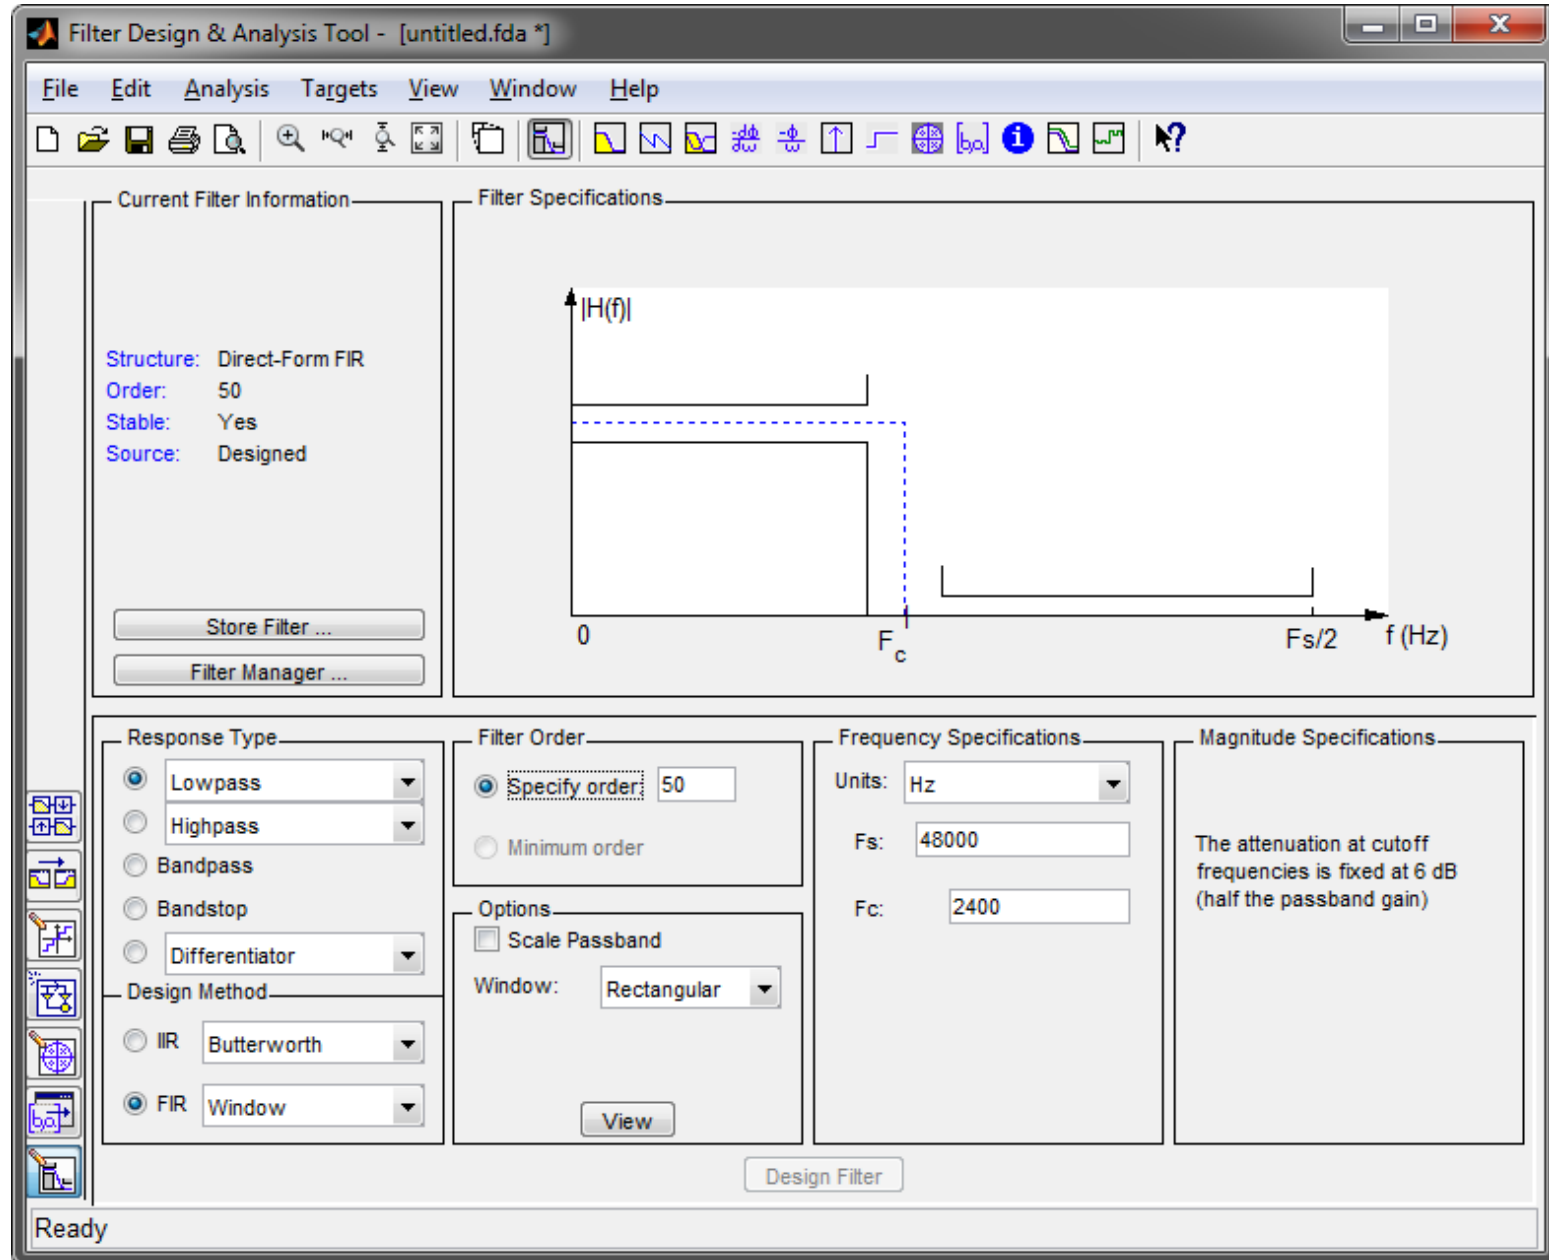 Filter Design & Analysis Tool - [untitled.fda *]
File Edit Analysis Targets View Window Help
Current Filter Information
Structure: Direct-Form FIR
Order: 50
Stable: Yes
Source: Designed
Store Filter ...
Filter Manager ...
Filter Specifications
|H(f)|
0
Fc
Fs/2
f (Hz)
Response Type
Lowpass
Highpass
Bandpass
Bandstop
Differentiator
Design Method
IIR Butterworth
FIR Window
Filter Order
Specify order: 50
Minimum order
Options
Scale Passband
Window: Rectangular
View
Frequency Specifications
Units: Hz
Fs: 48000
Fc: 2400
Magnitude Specifications
The attenuation at cutoff
frequencies is fixed at 6 dB
(half the passband gain)
Design Filter
Ready